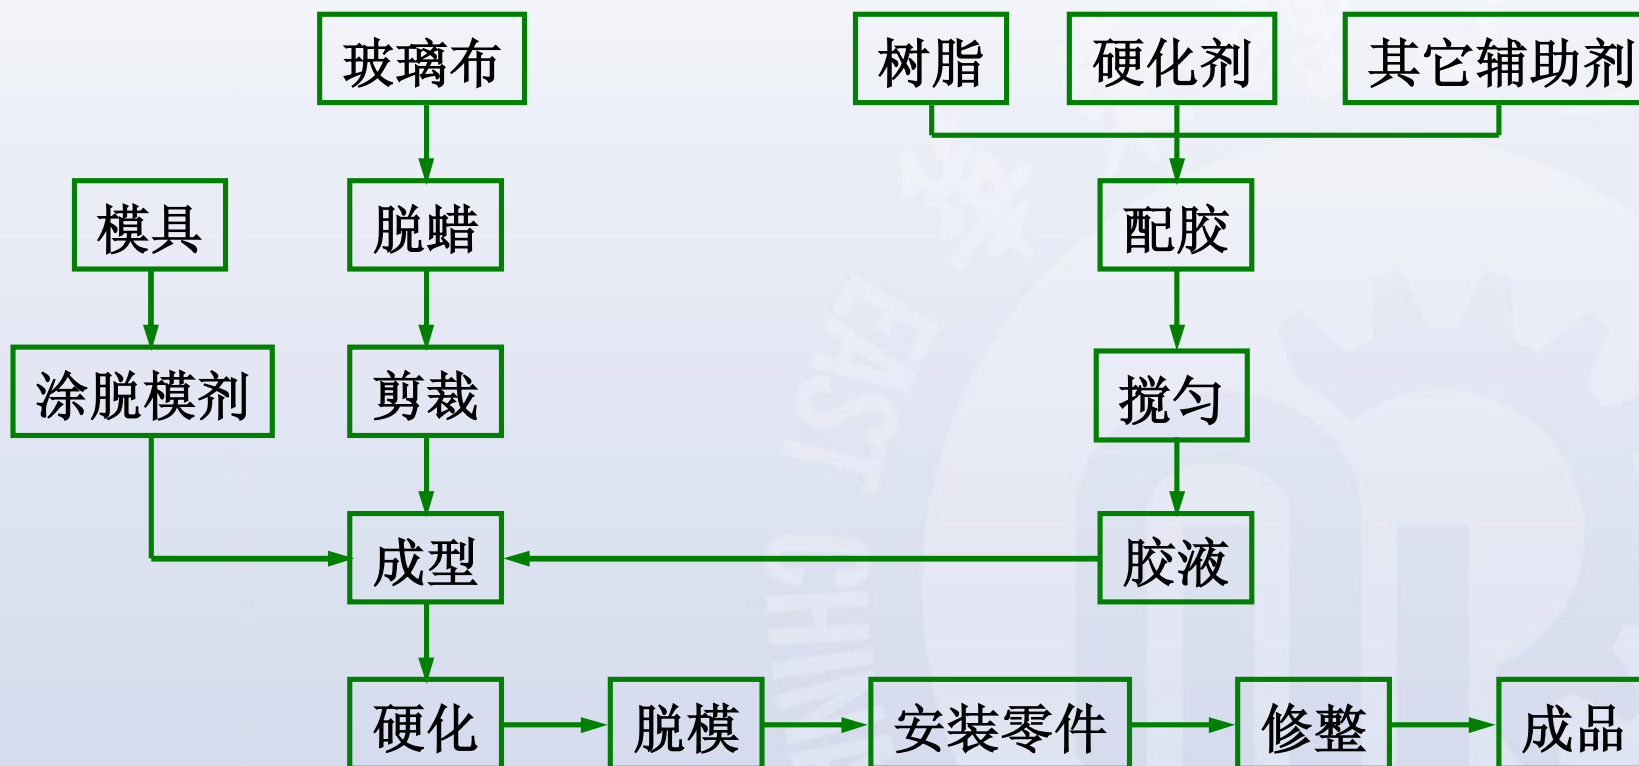 玻璃布
树脂
硬化剂
其它辅助剂
模具
脱蜡
配胶
涂脱模剂
剪裁
搅匀
成型
胶液
硬化
脱模
安装零件
修整
成品
EAST CHINA